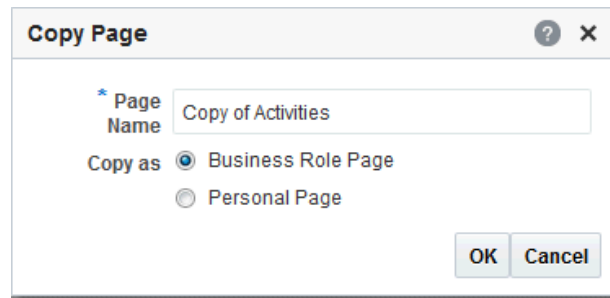 Copy Page ?
* Page Name Copy of Activities
Copy as Business Role Page
Personal Page
OK Cancel